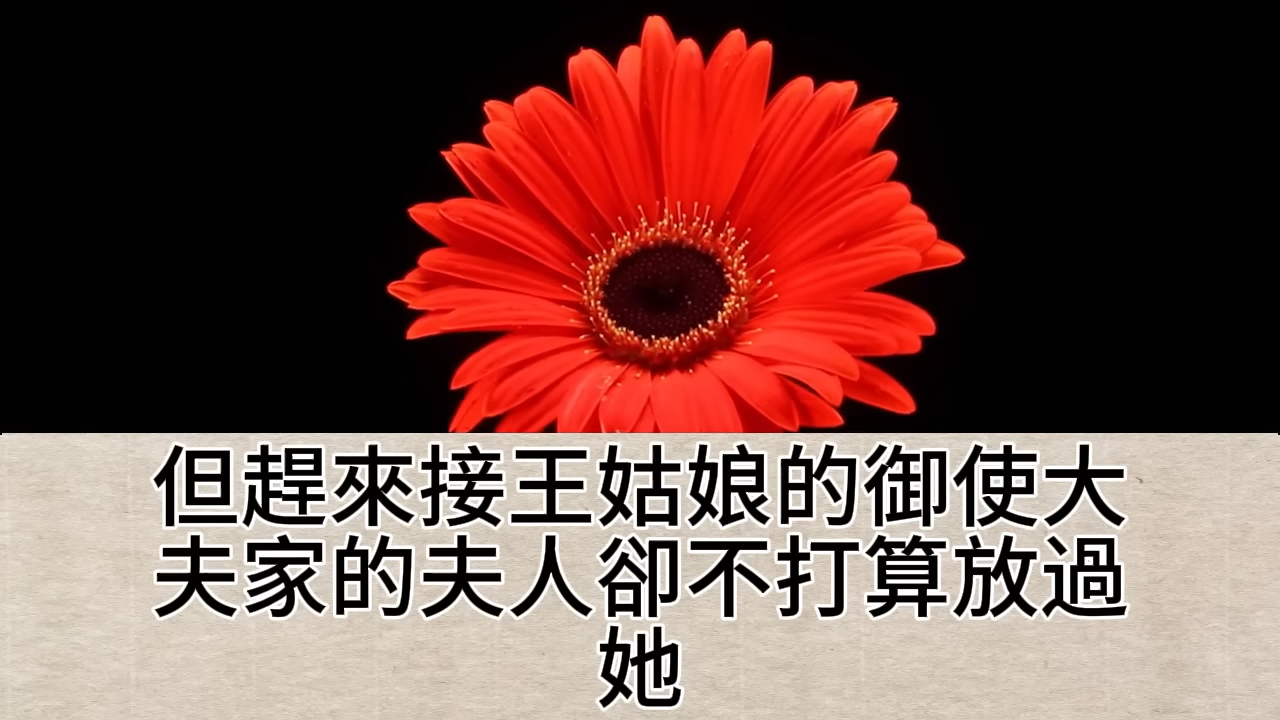 但趕來接王姑娘的御使大
夫家的夫人卻不打算放過
她